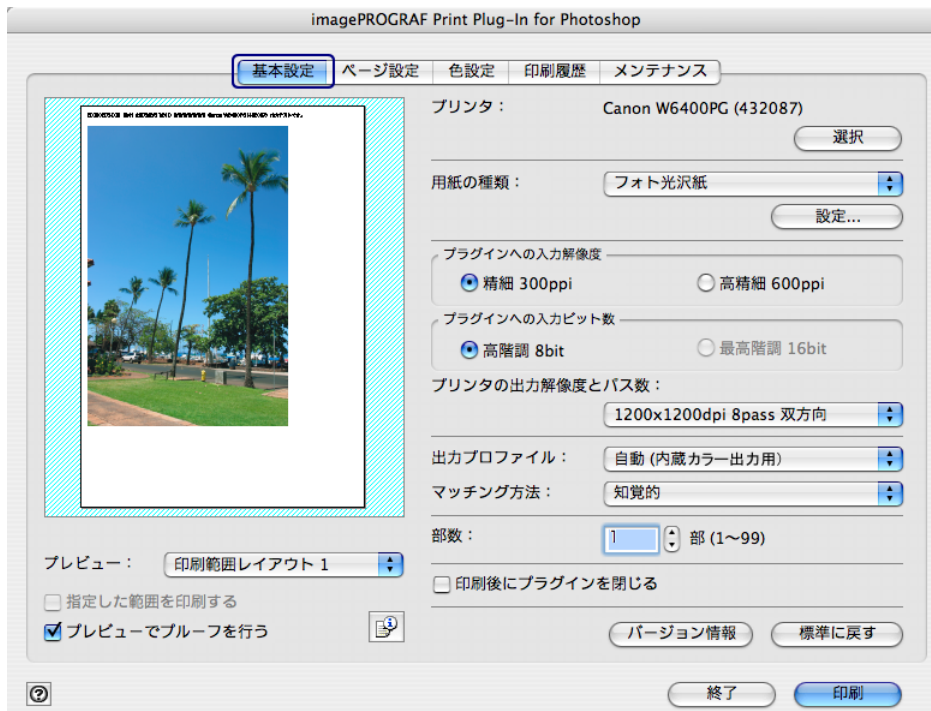 imagePROGRAF Print Plug-In for Photoshop
基本設定 ページ設定 色設定 印刷履歴 メンテナンス
プリンタ： Canon W6400PG (432087)
選択
用紙の種類： フォト光沢紙
設定...
プラグインへの入力解像度
精細 300ppi 高精細 600ppi
プラグインへの入力ビット数
高階調 8bit 最高階調 16bit
プリンタの出力解像度とパス数：
1200x1200dpi 8pass 双方向
出力プロファイル： 自動 (内蔵カラー出力用)
マッチング方法： 知覚的
部数： 1 部 (1〜99)
印刷後にプラグインを閉じる
プレビュー： 印刷範囲レイアウト 1
指定した範囲を印刷する
プレビューでプルーフを行う
バージョン情報 標準に戻す
?
終了 印刷